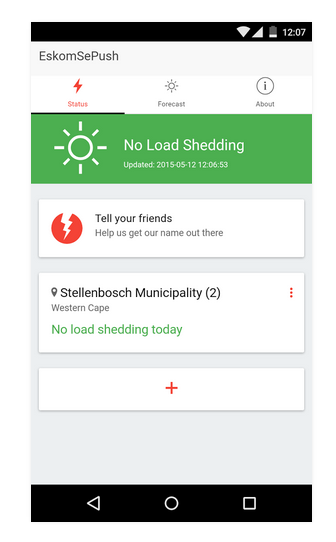 12:07
EskomSePush
Status
Forecast
About
No Load Shedding
Updated: 2015-05-12 12:06:53
Tell your friends
Help us get our name out there
Stellenbosch Municipality (2)
Western Cape
No load shedding today
+